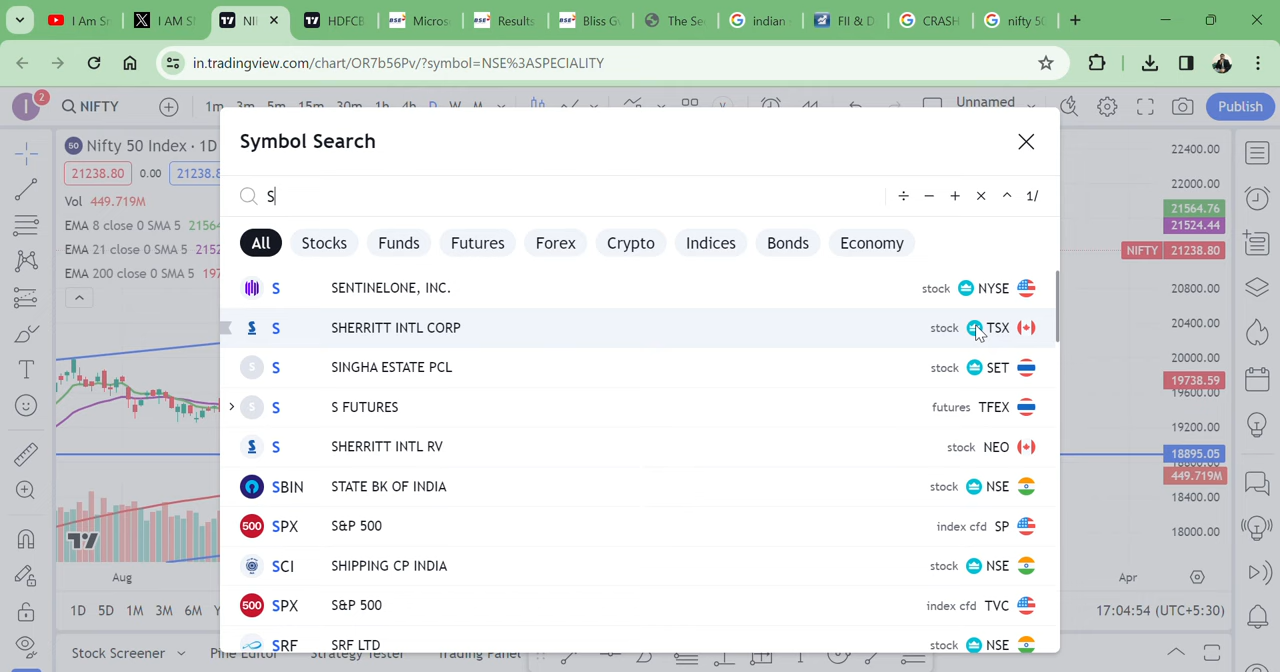 I Am S
I AM S
NI
HDFCB
Micros
Results
Bliss G
The Se
indian
FII & D
CRASH
nifty 50
in.tradingview.com/chart/OR7b56Pv/?symbol=NSE%3ASPECIALITY
I 2 NIFTY 1m 3m 5m 15m 30m 1h 4h D W M Unnamed Publish
Symbol Search
Nifty 50 Index · 1D
21238.80 0.00 21238.8
Vol 449.719M
EMA 8 close 0 SMA 5 21564
EMA 21 close 0 SMA 5 2152
EMA 200 close 0 SMA 5 197
S
÷ − + × ^ 1/
All Stocks Funds Futures Forex Crypto Indices Bonds Economy
S SENTINELONE, INC. stock NYSE
S SHERRITT INTL CORP stock TSX
S SINGHA ESTATE PCL stock SET
S S FUTURES futures TFEX
S SHERRITT INTL RV stock NEO
SBIN STATE BK OF INDIA stock NSE
500 SPX S&P 500 index cfd SP
SCI SHIPPING CP INDIA stock NSE
500 SPX S&P 500 index cfd TVC
SRF SRF LTD stock NSE
22400.00
22000.00
21564.76
21524.44
NIFTY 21238.80
20800.00
20400.00
20000.00
19738.59
19600.00
19200.00
18895.05
449.719M
18400.00
18000.00
Aug
Apr
1D 5D 1M 3M 6M Y
17:04:54 (UTC+5:30)
Stock Screener Pine Editor Strategy Tester Trading Panel